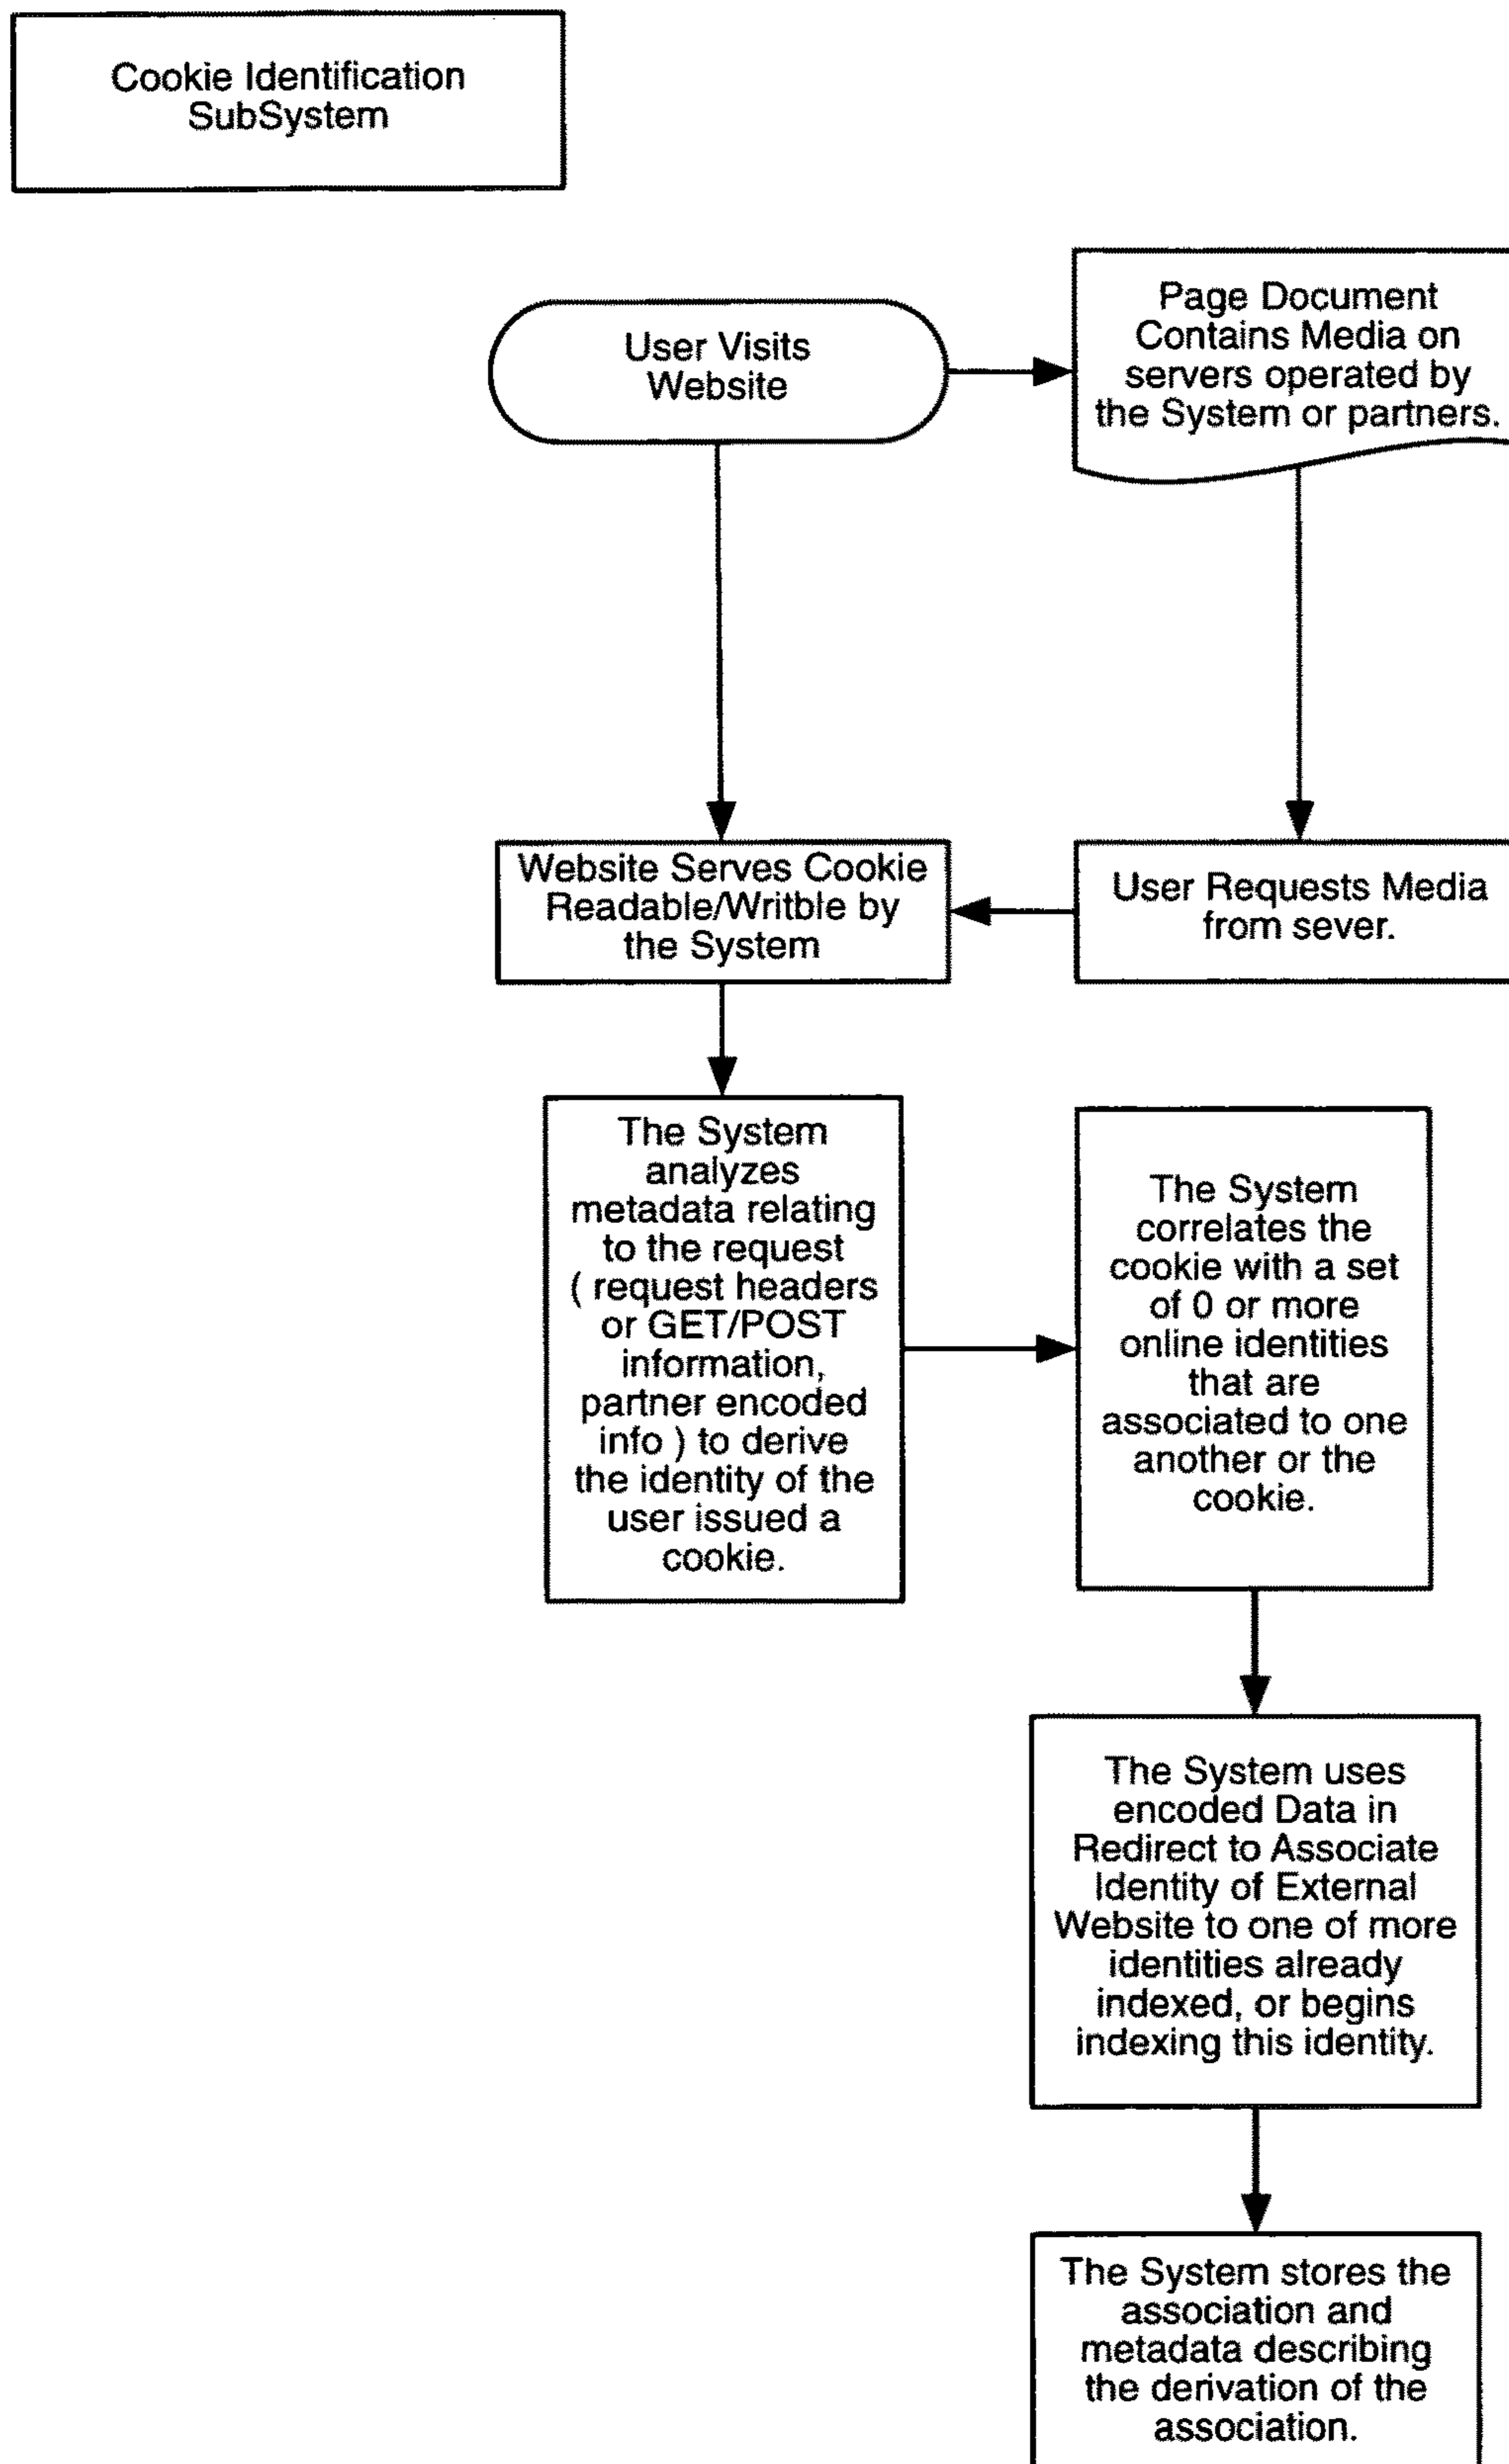 Cookie Identification
SubSystem
User Visits
Website
Page Document
Contains Media on
servers operated by
the System or partners.
Website Serves Cookie
Readable/Writble by
the System
User Requests Media
from sever.
The System
analyzes
metadata relating
to the request
( request headers
or GET/POST
information,
partner encoded
info ) to derive
the identity of the
user issued a
cookie.
The System
correlates the
cookie with a set
of 0 or more
online identities
that are
associated to one
another or the
cookie.
The System uses
encoded Data in
Redirect to Associate
Identity of External
Website to one of more
identities already
indexed, or begins
indexing this identity.
The System stores the
association and
metadata describing
the derivation of the
association.